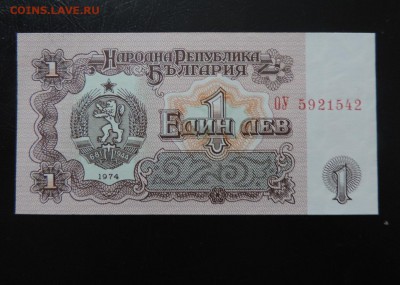 COINS.LAVE.RU
1 НАРОДНА РЕПУБЛИКА
БЪЛГАРИЯ
ОУ 5921542
1
ЕДИН ЛЕВ
1974
1
1